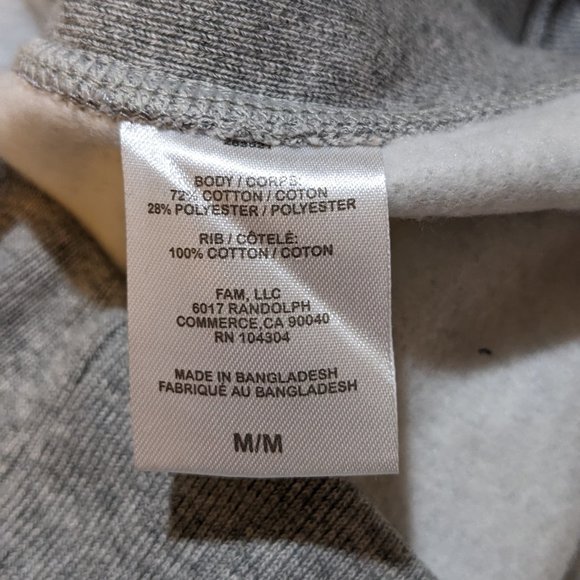 BODY / CORPS:
72% COTTON / COTON
28% POLYESTER / POLYESTER
RIB / CÔTELÉ:
100% COTTON / COTON
FAM, LLC
6017 RANDOLPH
COMMERCE,CA 90040
RN 104304
MADE IN BANGLADESH
FABRIQUÉ AU BANGLADESH
M/M